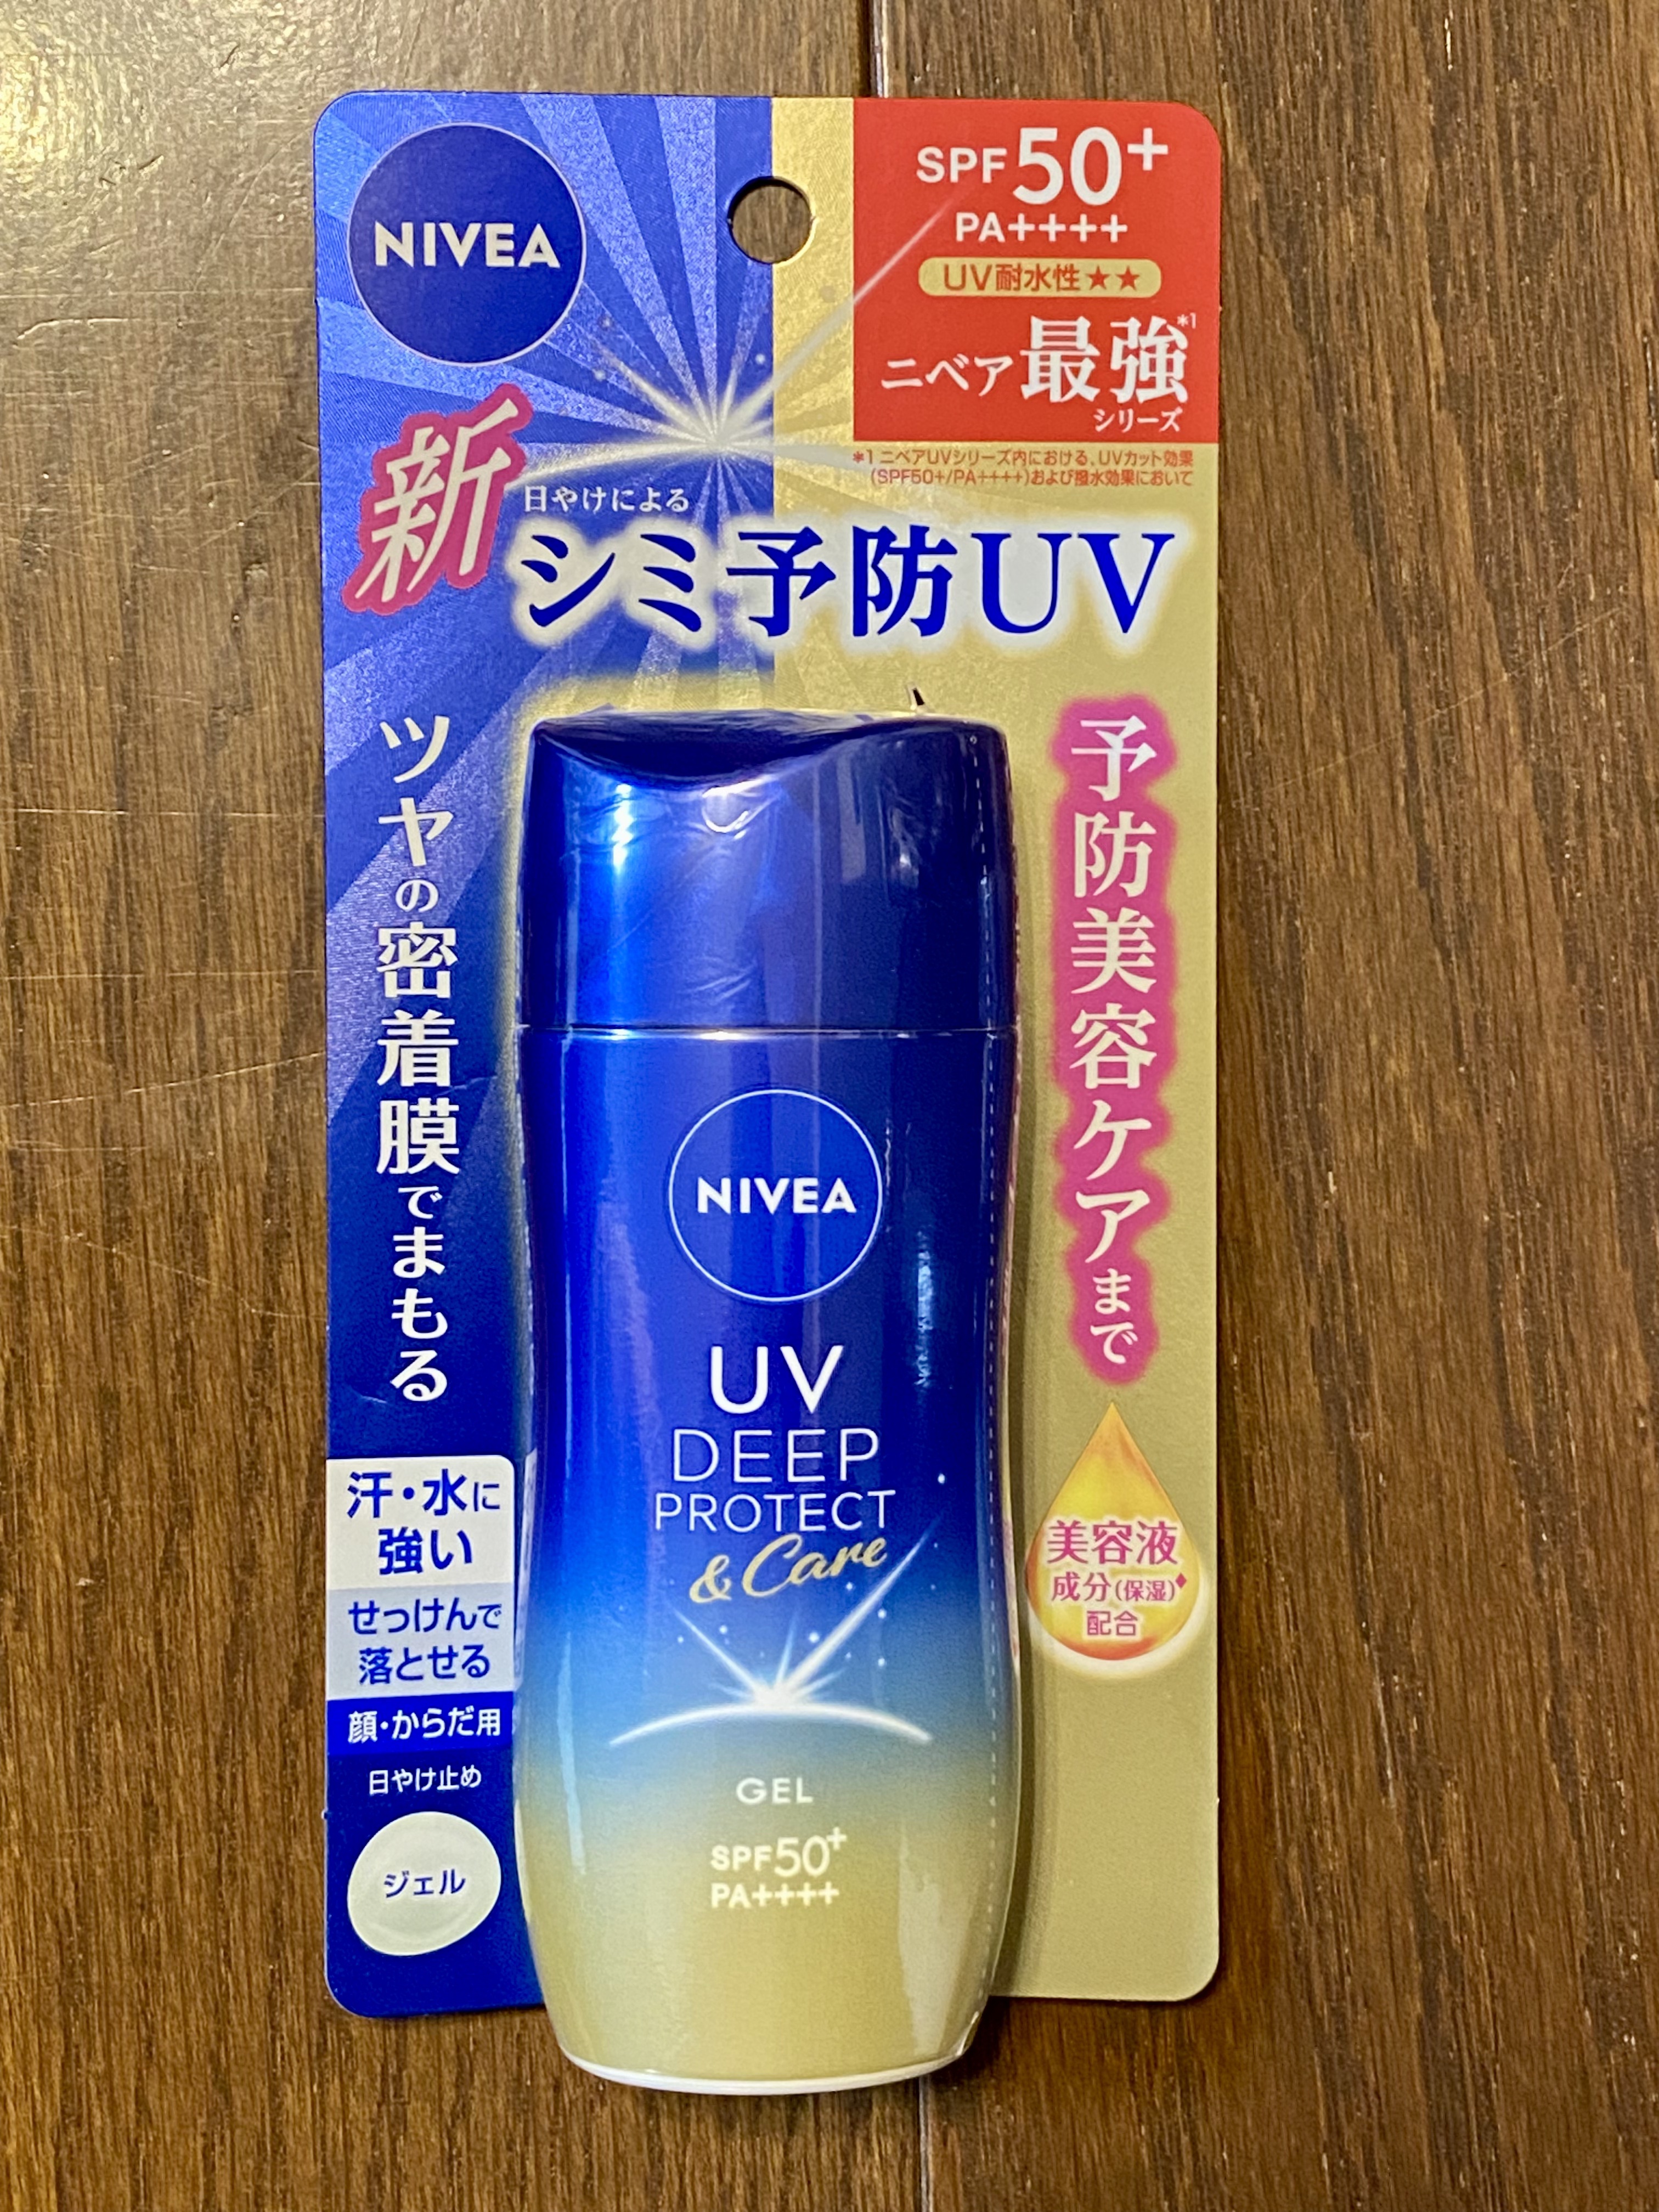 NIVEA
SPF50+
PA++++
UV耐水性★★
ニベア最強*1
シリーズ
*1 ニベアUVシリーズ内における、UVカット効果
(SPF50+/PA++++)および撥水効果において
新
日やけによる
シミ予防UV
ツヤの密着膜でまもる
予防美容ケアまで
NIVEA
UV
DEEP
PROTECT
& Care
GEL
SPF50+
PA++++
汗・水に
強い
せっけんで
落とせる
顔・からだ用
日やけ止め
ジェル
美容液
成分(保湿)♦
配合